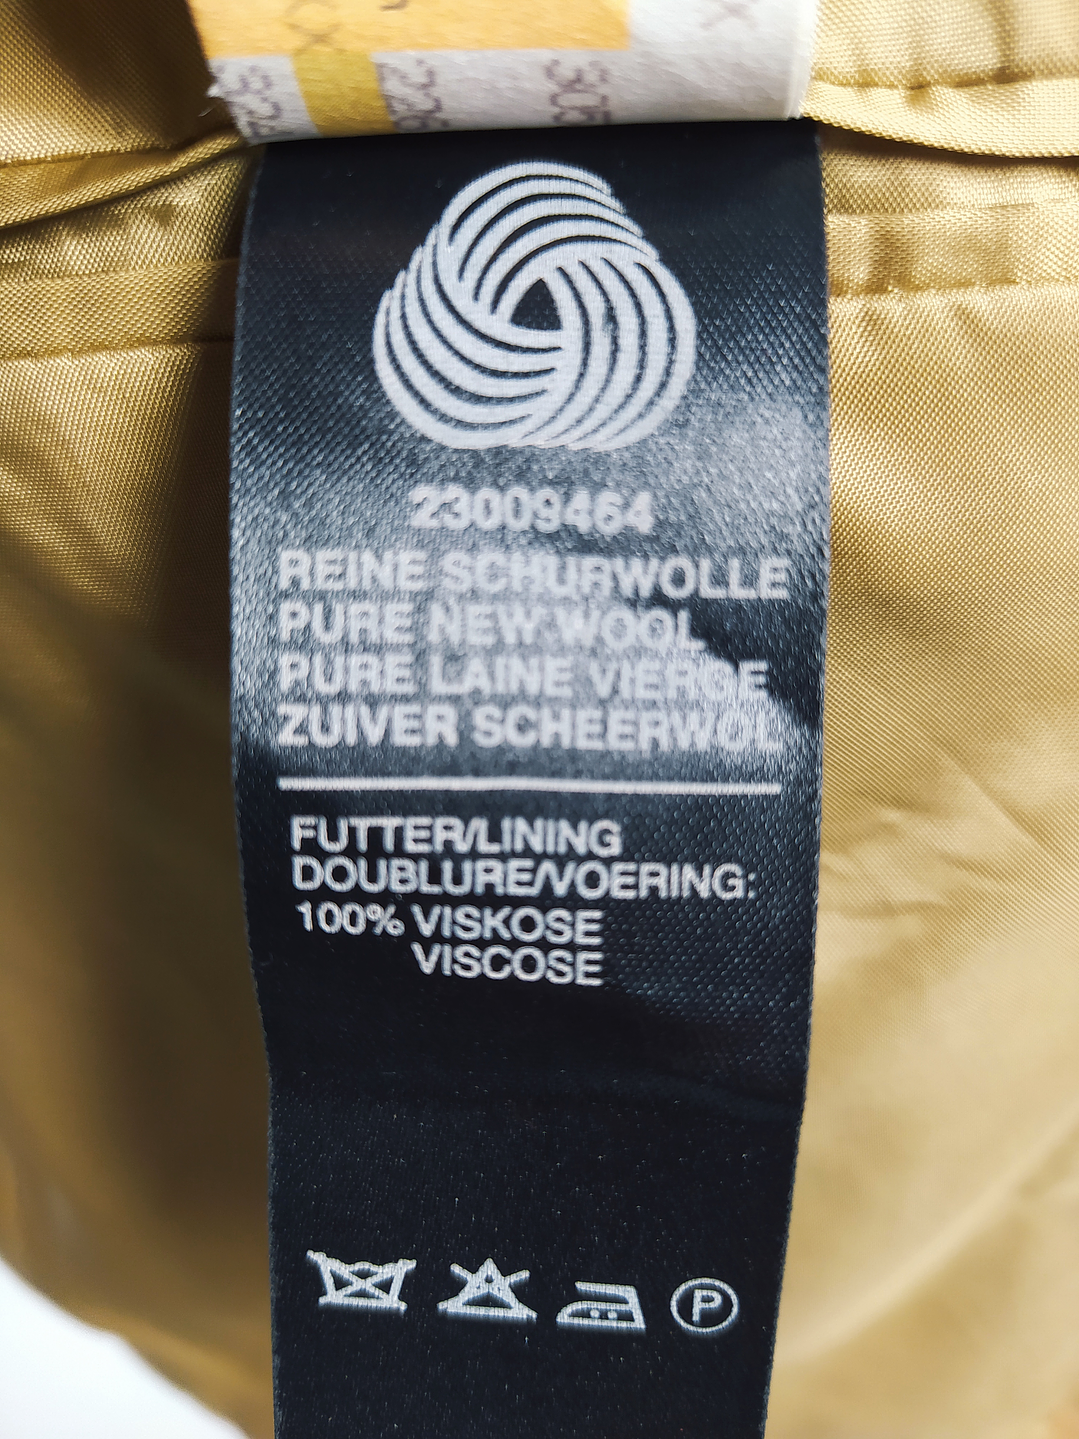 23009464
REINE SCHURWOLLE
PURE NEW WOOL
PURE LAINE VIERGE
ZUIVER SCHEERWOL
FUTTER/LINING
DOUBLURE/VOERING:
100% VISKOSE
VISCOSE
P